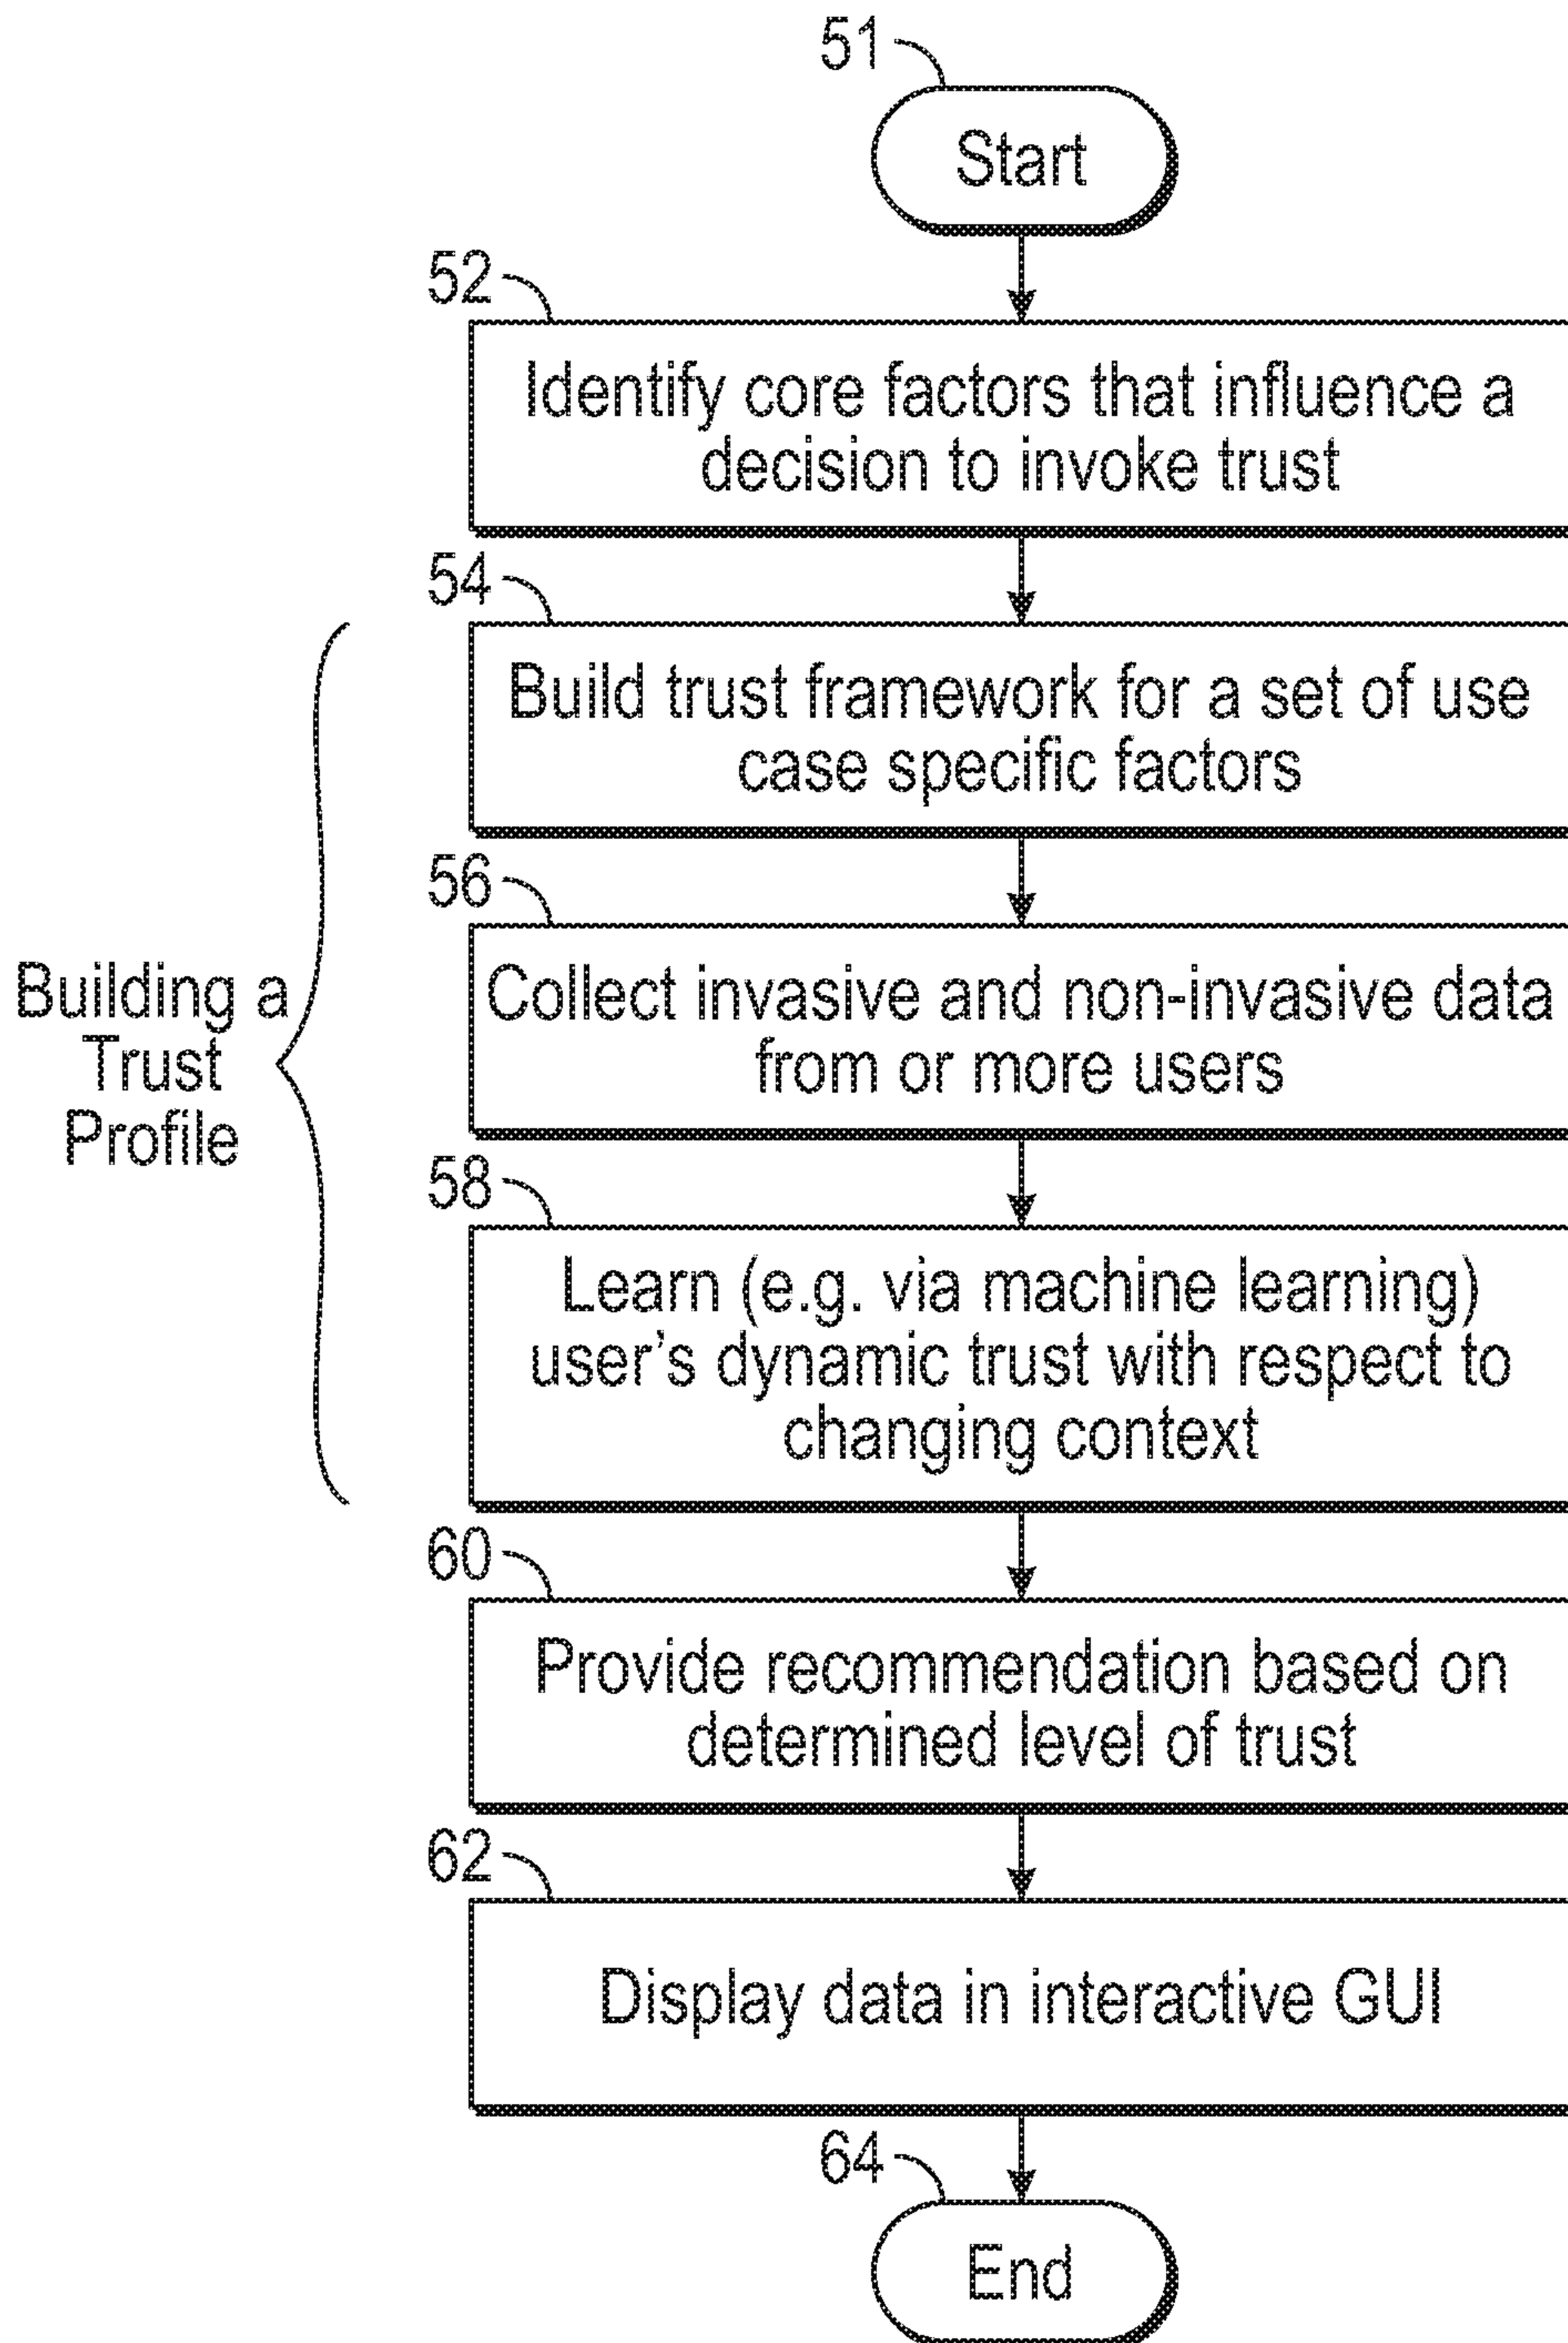 51
Start
52
Identify core factors that influence a
decision to invoke trust
54
Build trust framework for a set of use
case specific factors
56
Collect invasive and non-invasive data
from or more users
Building a
Trust
Profile
58
Learn (e.g. via machine learning)
user's dynamic trust with respect to
changing context
60
Provide recommendation based on
determined level of trust
62
Display data in interactive GUI
64
End